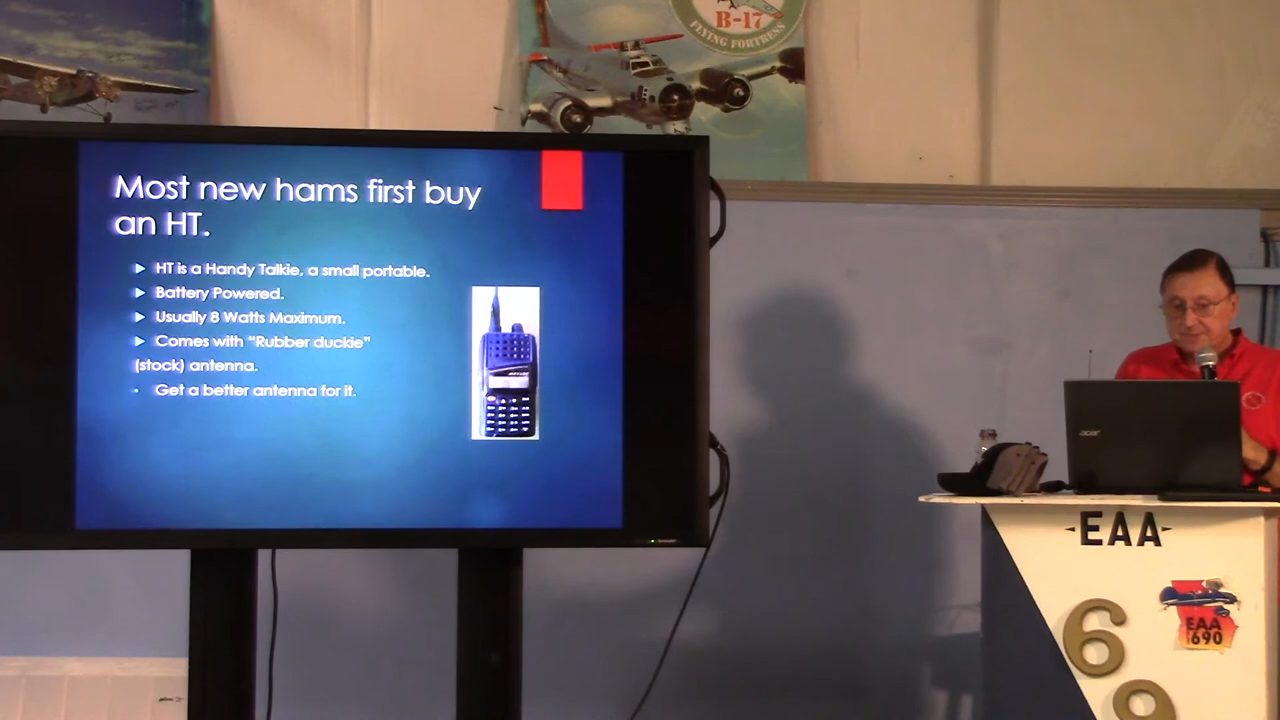 B-17
FLYING FORTRESS
Most new hams first buy
an HT.
HT is a Handy Talkie, a small portable.
Battery Powered.
Usually 8 Watts Maximum.
Comes with "Rubber duckie"
(stock) antenna.
Get a better antenna for it.
acer
EAA
6
9
EAA
690